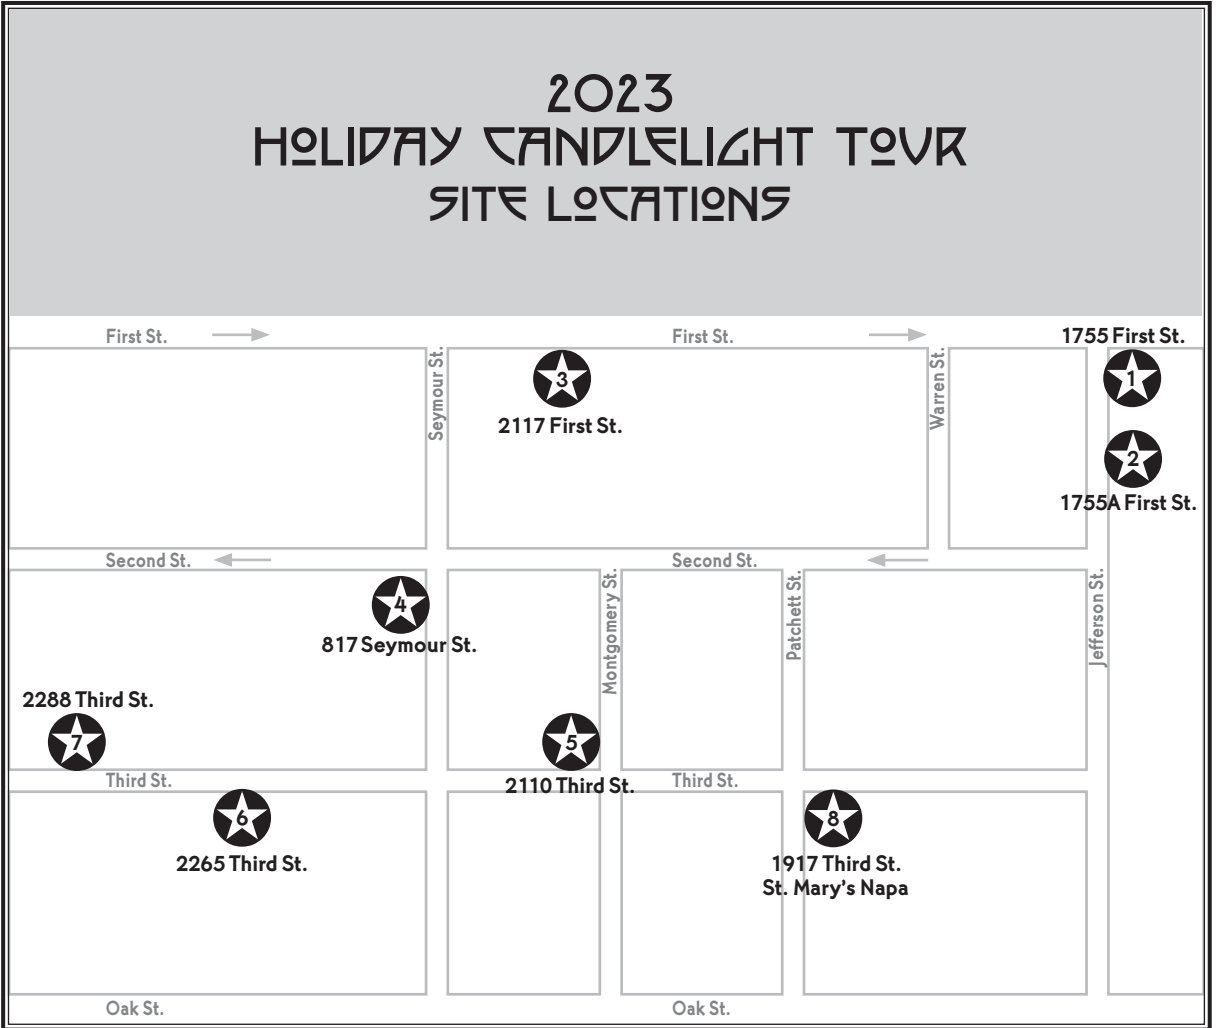 2023
HOLIDAY CANDLELIGHT TOUR
SITE LOCATIONS
First St.
First St.
1755 First St.
Seymour St.
Warren St.
3
1
2117 First St.
2
1755A First St.
Second St.
Second St.
Montgomery St.
Patchett St.
Jefferson St.
4
817 Seymour St.
2288 Third St.
7
5
Third St.
2110 Third St.
Third St.
6
8
2265 Third St.
1917 Third St.
St. Mary's Napa
Oak St.
Oak St.